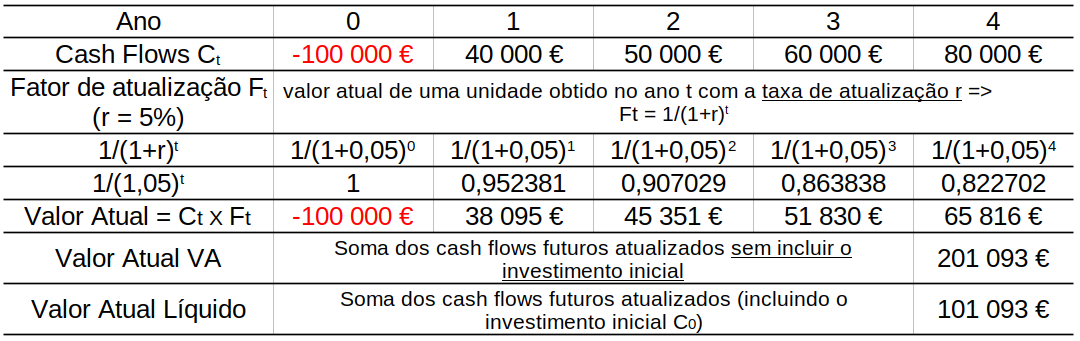 Ano 0 1 2 3 4
Cash Flows Cₜ -100 000 € 40 000 € 50 000 € 60 000 € 80 000 €
Fator de atualização Fₜ
(r = 5%)
valor atual de uma unidade obtido no ano t com a taxa de atualização r =>
Ft = 1/(1+r)ᵗ
1/(1+r)ᵗ 1/(1+0,05)⁰ 1/(1+0,05)¹ 1/(1+0,05)² 1/(1+0,05)³ 1/(1+0,05)⁴
1/(1,05)ᵗ 1 0,952381 0,907029 0,863838 0,822702
Valor Atual = Ct x Ft -100 000 € 38 095 € 45 351 € 51 830 € 65 816 €
Valor Atual VA
Soma dos cash flows futuros atualizados sem incluir o
investimento inicial
201 093 €
Valor Atual Líquido
Soma dos cash flows futuros atualizados (incluindo o
investimento inicial C₀)
101 093 €